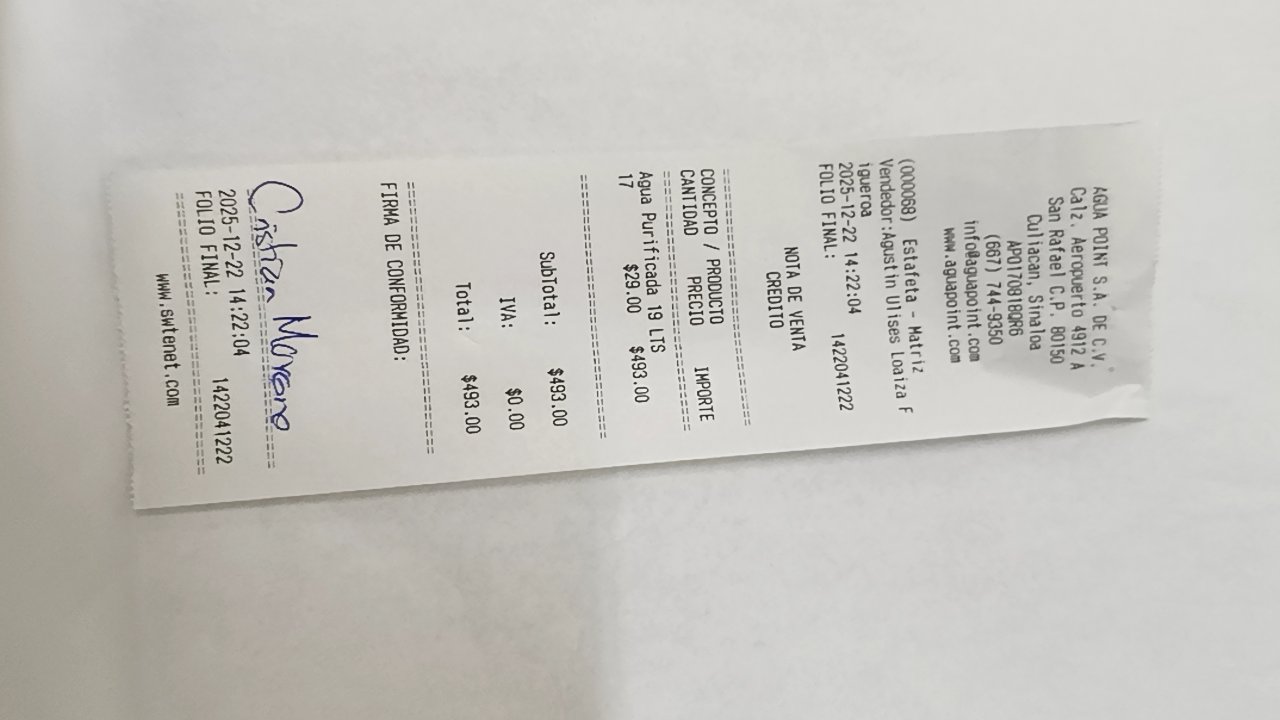 AGUA POINT S.A. DE C.V.
Calz. Aeropuerto 4912 A
San Rafael C.P. 80150
Culiacan, Sinaloa
APO170818QR6
(667) 744-9350
info@aguapoint.com
www.aguapoint.com
(000068) Estafeta - Matriz
Vendedor:Agustin Ulises Loaiza F
igueroa
2025-12-22 14:22:04
FOLIO FINAL: 1422041222
NOTA DE VENTA
CREDITO
================================
CONCEPTO / PRODUCTO
CANTIDAD PRECIO IMPORTE
================================
Agua Purificada 19 LTS
17 $29.00 $493.00
================================
SubTotal: $493.00
IVA: $0.00
Total: $493.00
================================
FIRMA DE CONFORMIDAD:
Cristian Moreno
================================
2025-12-22 14:22:04
FOLIO FINAL: 1422041222
================================
www.swtenet.com